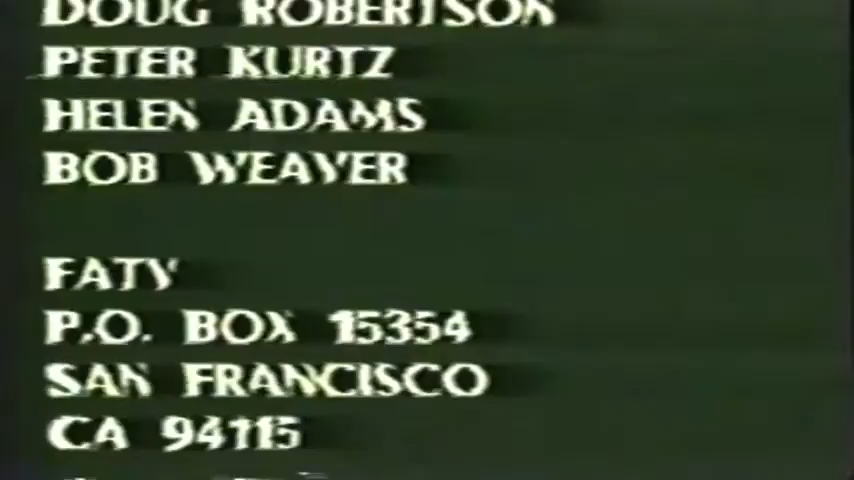 DOUG ROBERTSON
PETER KURTZ
HELEN ADAMS
BOB WEAVER
FATV
P.O. BOX 15354
SAN FRANCISCO
CA 94115